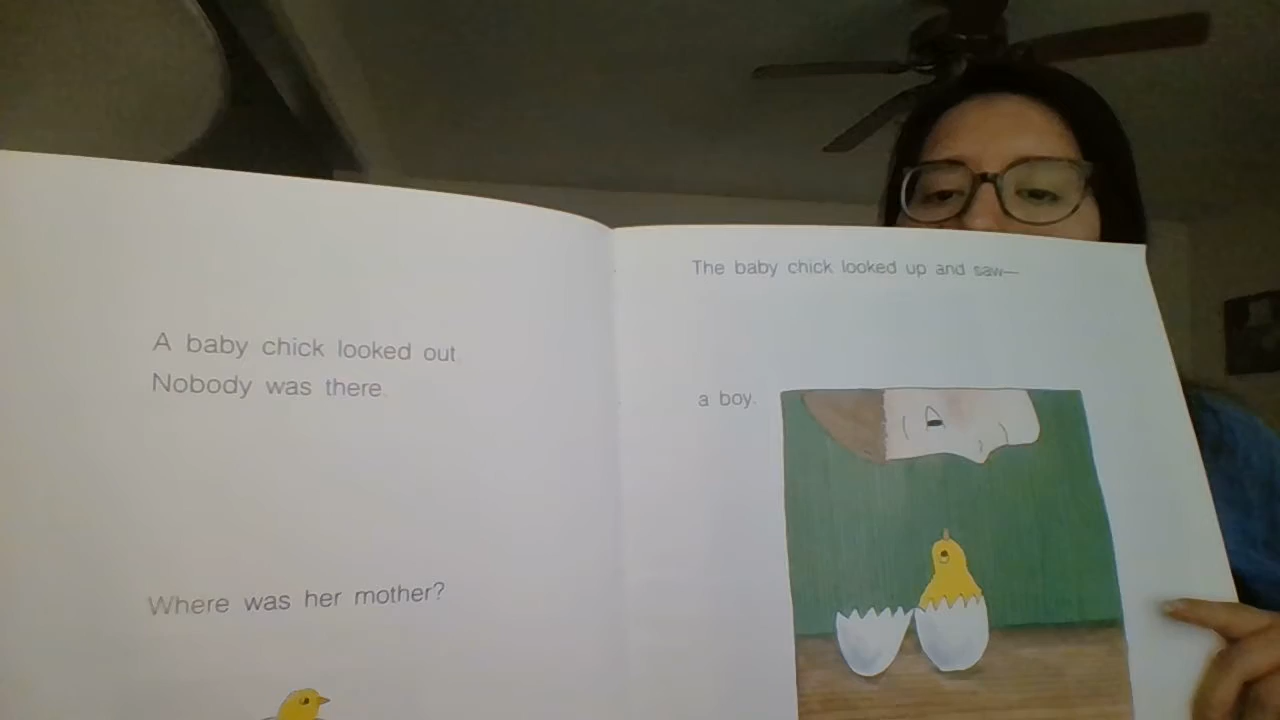 A baby chick looked out
Nobody was there.
Where was her mother?
The baby chick looked up and saw—
a boy.